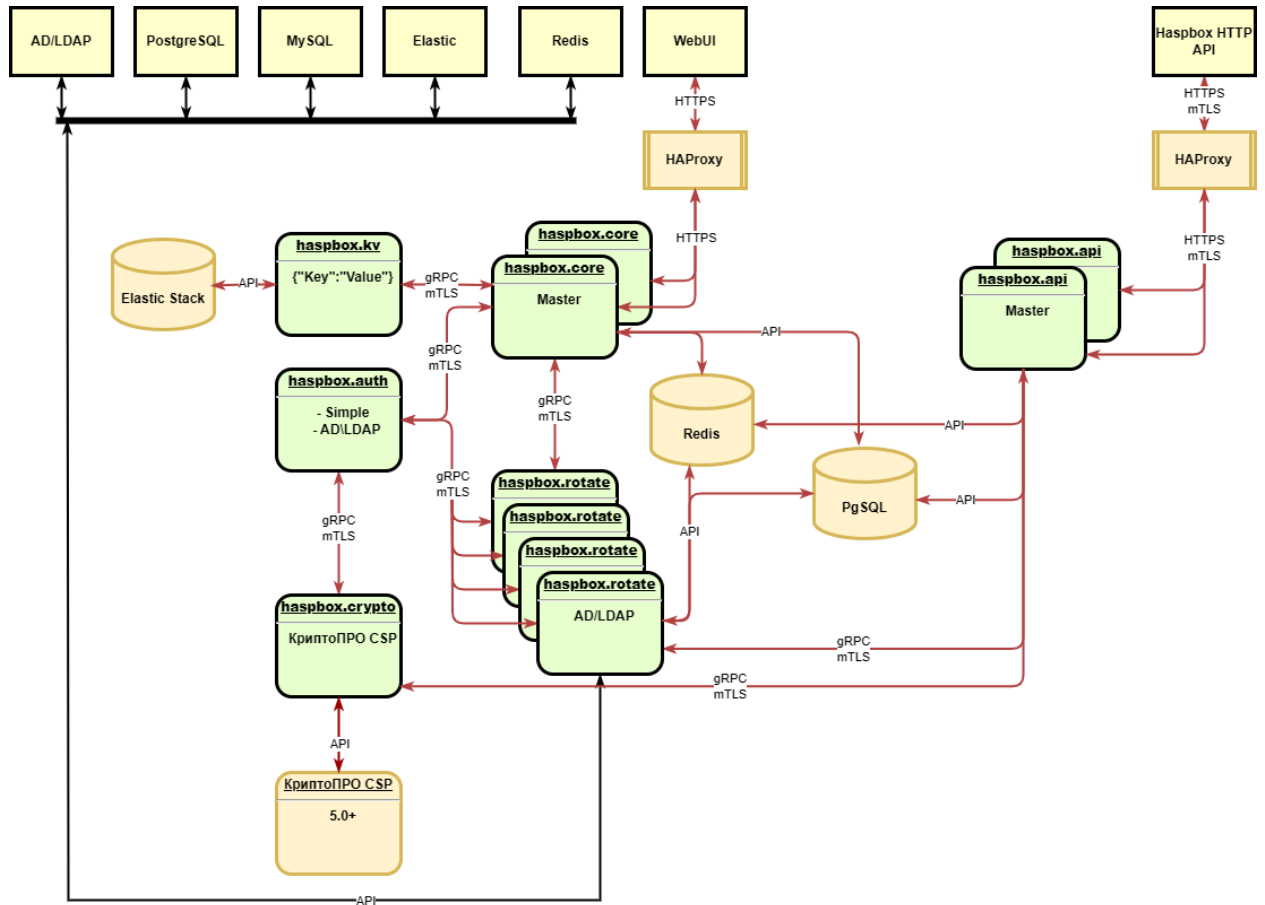 AD/LDAP
PostgreSQL
MySQL
Elastic
Redis
WebUI
Haspbox HTTP
API
HTTPS
HTTPS
mTLS
HAProxy
HAProxy
haspbox.core
haspbox.kv
{"Key":"Value"}
haspbox.core
Master
HTTPS
HTTPS
mTLS
haspbox.api
haspbox.api
Master
Elastic Stack
API
gRPC
mTLS
API
gRPC
mTLS
haspbox.auth
- Simple
- AD\LDAP
gRPC
mTLS
Redis
API
gRPC
mTLS
haspbox.rotate
haspbox.rotate
haspbox.rotate
haspbox.rotate
AD/LDAP
PgSQL
API
API
gRPC
mTLS
haspbox.crypto
КриптоПРО CSP
gRPC
mTLS
gRPC
mTLS
API
КриптоПРО CSP
5.0+
API